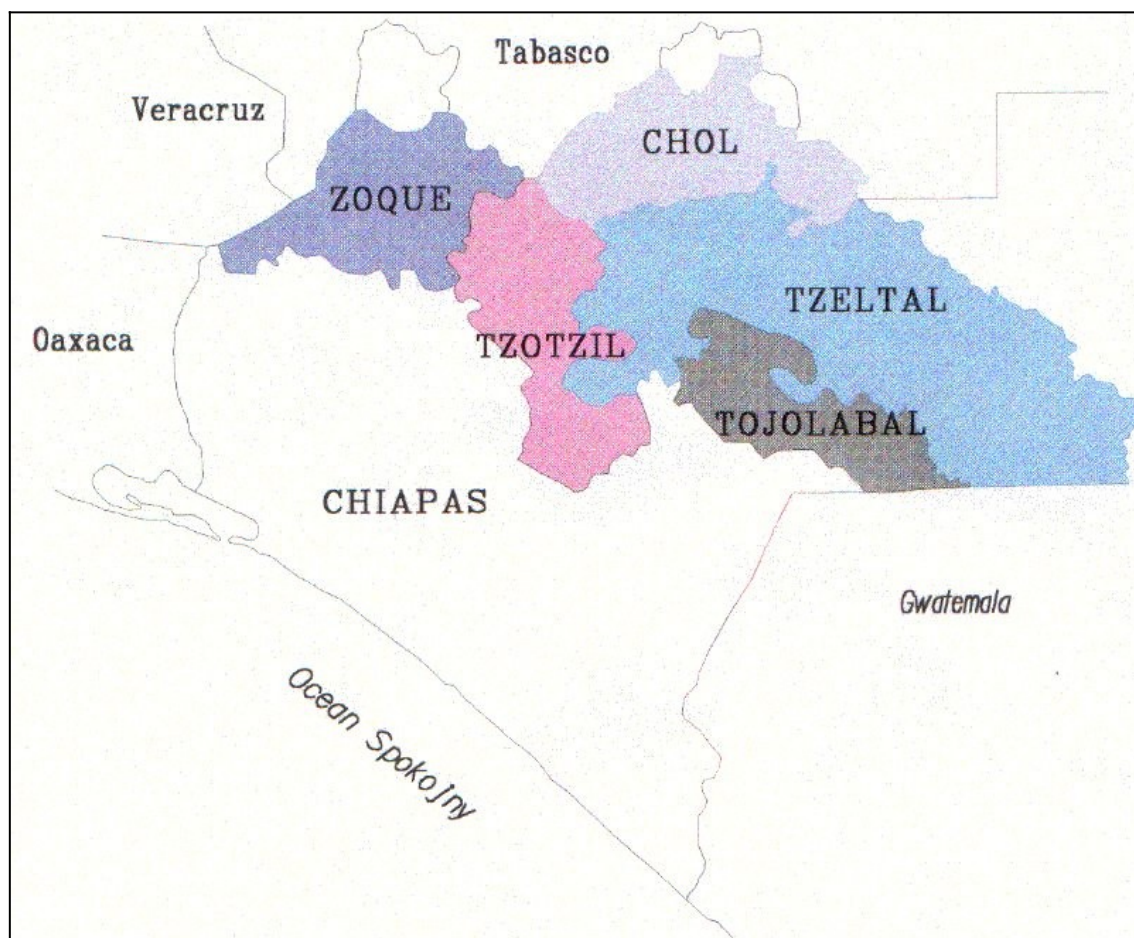 Tabasco
Veracruz
CHOL
ZOQUE
TZELTAL
Oaxaca
TZOTZIL
TOJOLABAL
CHIAPAS
Gwatemala
Ocean Spokojny